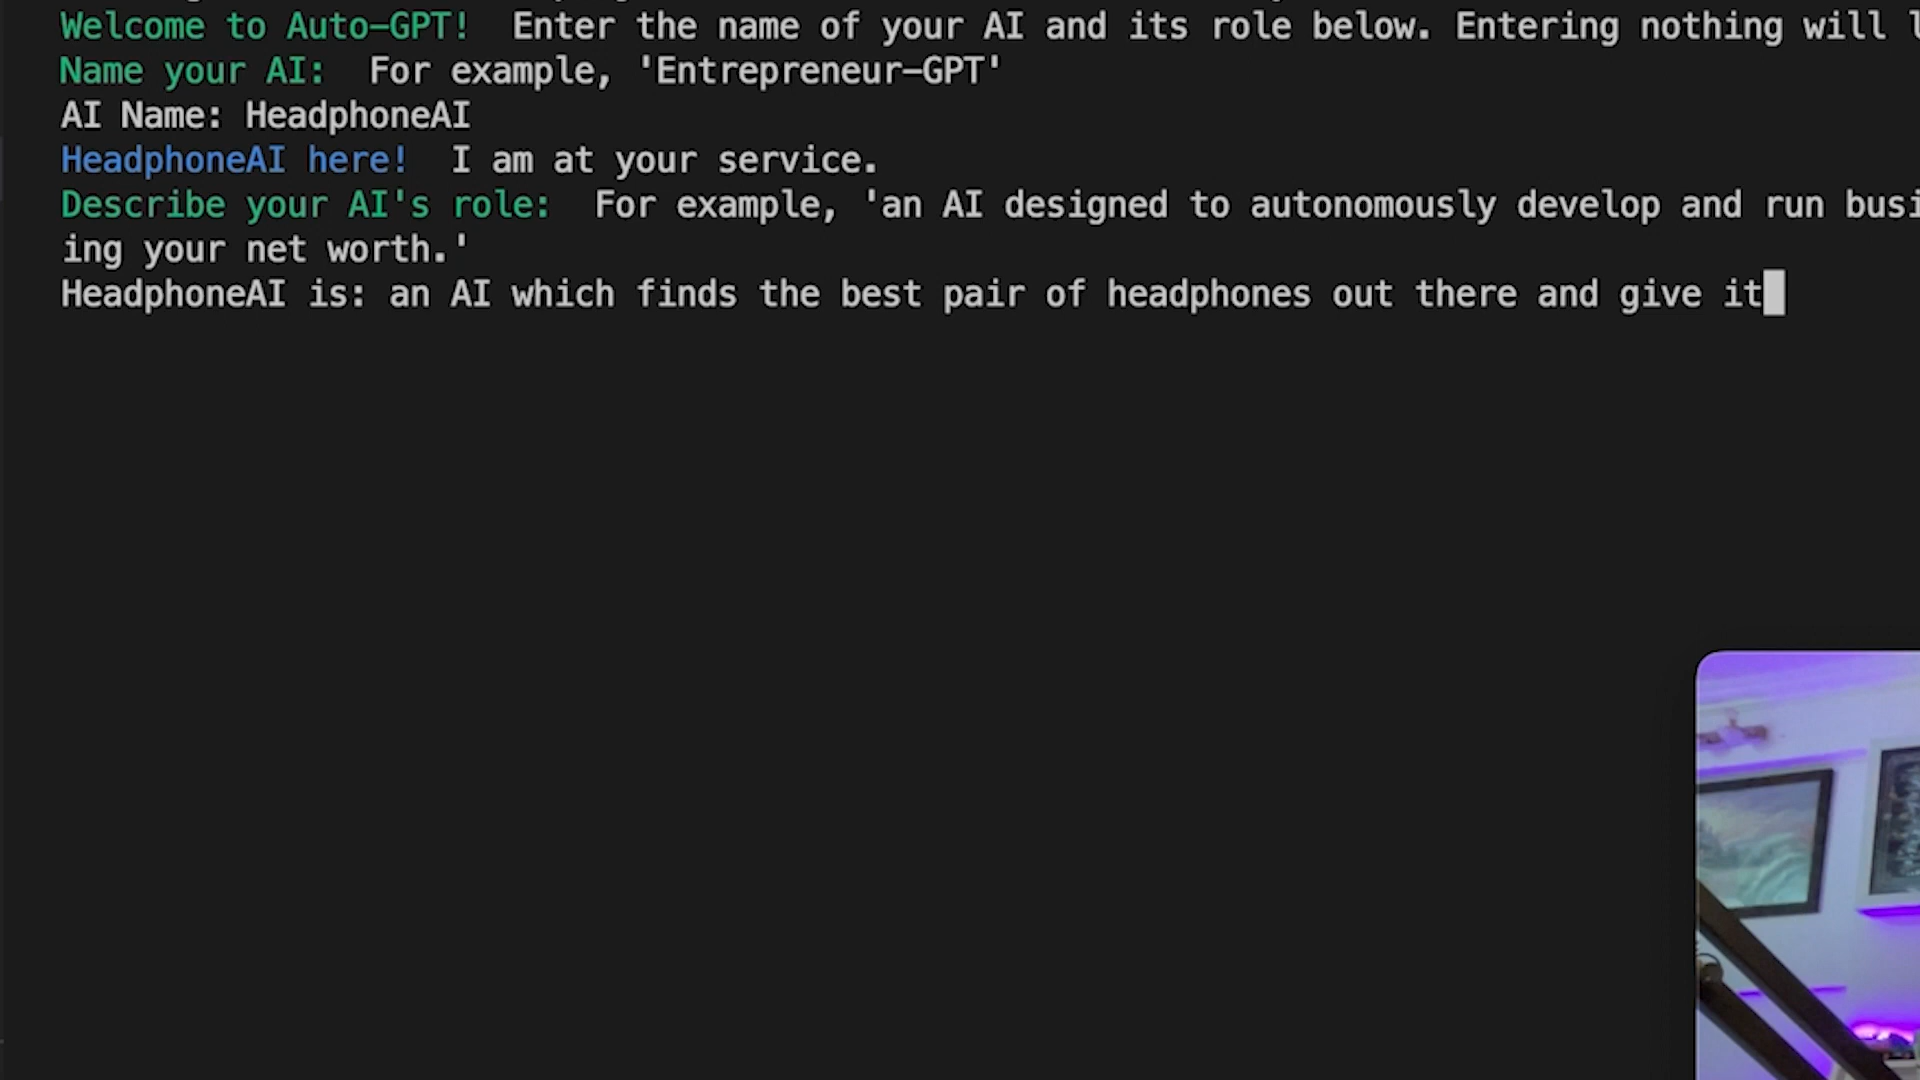 Welcome to Auto-GPT!  Enter the name of your AI and its role below. Entering nothing will
Name your AI:  For example, 'Entrepreneur-GPT'
AI Name: HeadphoneAI
HeadphoneAI here!  I am at your service.
Describe your AI's role:  For example, 'an AI designed to autonomously develop and run busi
ing your net worth.'
HeadphoneAI is: an AI which finds the best pair of headphones out there and give it